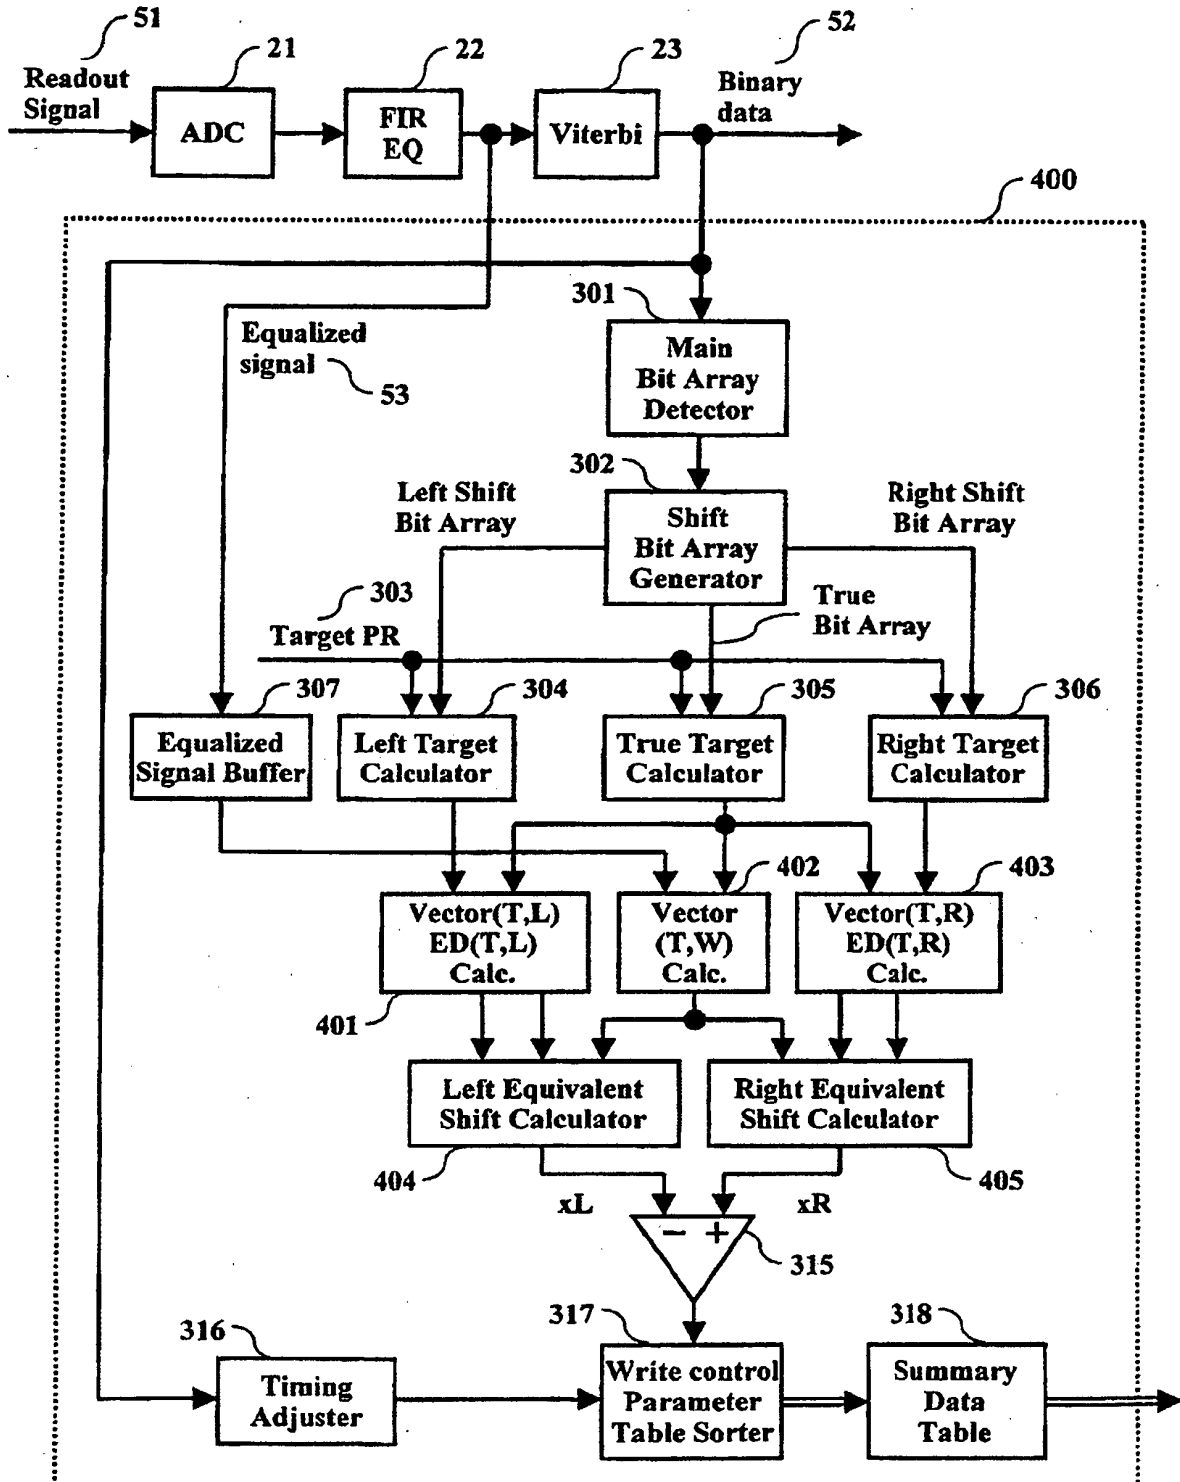 51
52
21
22
23
Readout
Signal
ADC
FIR
EQ
Viterbi
Binary
data
400
301
Equalized
signal
53
Main
Bit Array
Detector
302
Left Shift
Bit Array
Shift
Bit Array
Generator
Right Shift
Bit Array
303
Target PR
True
Bit Array
307
304
305
306
Equalized
Signal Buffer
Left Target
Calculator
True Target
Calculator
Right Target
Calculator
402
403
Vector(T,L)
ED(T,L)
Calc.
Vector
(T,W)
Calc.
Vector(T,R)
ED(T,R)
Calc.
401
Left Equivalent
Shift Calculator
Right Equivalent
Shift Calculator
404
405
xL
xR
− +
315
316
317
318
Timing
Adjuster
Write control
Parameter
Table Sorter
Summary
Data
Table